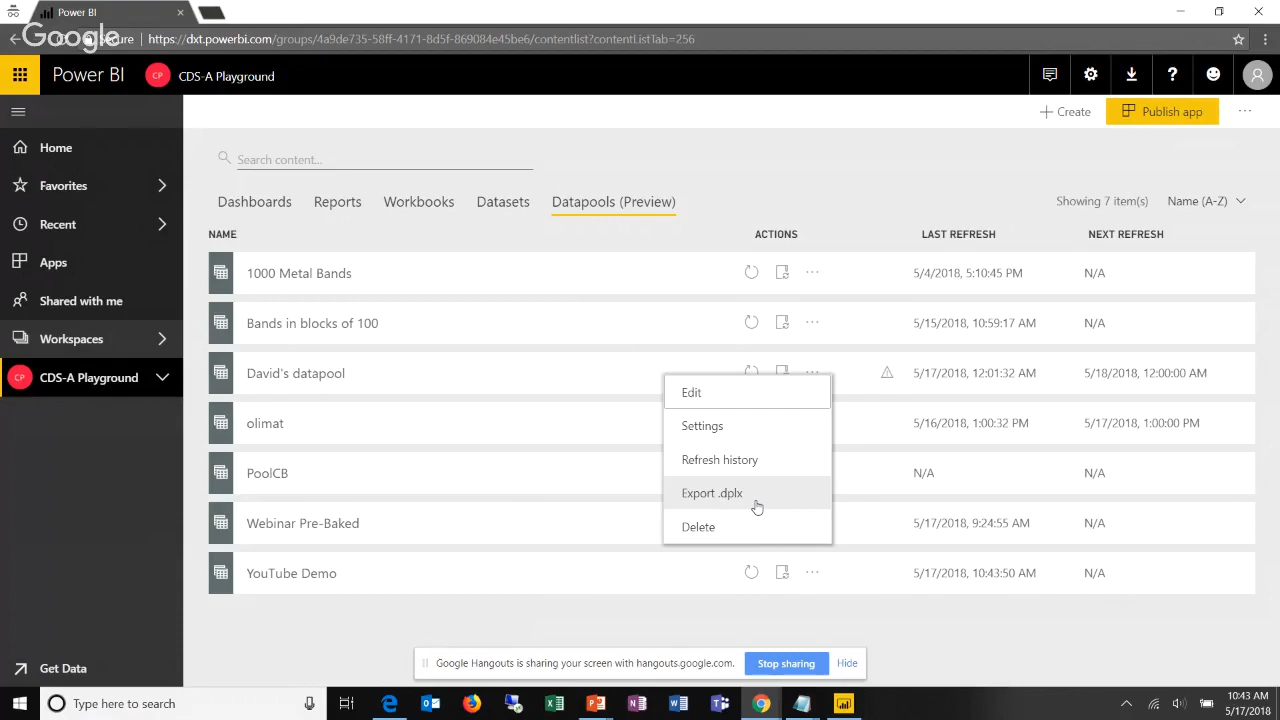 Power BI
Google
Secure
https://dxt.powerbi.com/groups/4a9de735-58ff-4171-8d5f-869084e45be6/contentlist?contentListTab=256
Power BI CP CDS-A Playground
Create Publish app
Home
Favorites
Recent
Apps
Shared with me
Workspaces
CP CDS-A Playground
Get Data
Search content...
Dashboards Reports Workbooks Datasets Datapools (Preview) Showing 7 item(s) Name (A-Z)
NAME ACTIONS LAST REFRESH NEXT REFRESH
1000 Metal Bands 5/4/2018, 5:10:45 PM N/A
Bands in blocks of 100 5/15/2018, 10:59:17 AM N/A
David's datapool 5/17/2018, 12:01:32 AM 5/18/2018, 12:00:00 AM
olimat 5/16/2018, 1:00:32 PM 5/17/2018, 1:00:00 PM
PoolCB N/A N/A
Webinar Pre-Baked 5/17/2018, 9:24:55 AM N/A
YouTube Demo 5/17/2018, 10:43:50 AM N/A
Edit
Settings
Refresh history
Export .dplx
Delete
Google Hangouts is sharing your screen with hangouts.google.com. Stop sharing Hide
Type here to search
10:43 AM
5/17/2018